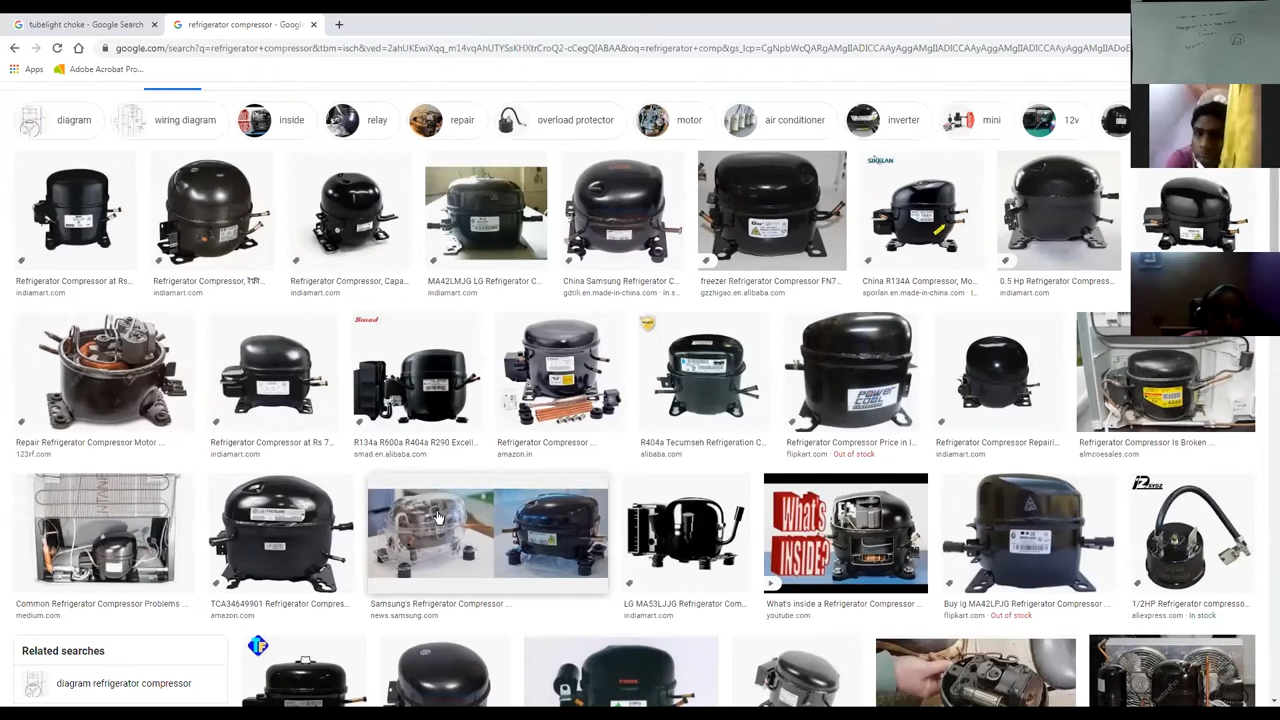 tubelight choke - Google Search
refrigerator compressor - Googl
google.com/search?q=refrigerator+compressor&tbm=isch&ved=2ahUKEwiXqq_m14vqAhUTYSsKHXtrCroQ2-cCegQIABAA&oq=refrigerator+comp&gs_lcp=CgNpbWcQARgAMgIIADICCAAyAggAMgIIADICCAAyAggAMgIIADICCAAyAggAMgIIADoE
Apps
Adobe Acrobat Pro...
diagram
wiring diagram
inside
relay
repair
overload protector
motor
air conditioner
inverter
mini
12v
SIKELAN
Refrigerator Compressor at Rs...
indiamart.com
Refrigerator Compressor, रेफ्रि...
indiamart.com
Refrigerator Compressor, Capa...
indiamart.com
MA42LMJG LG Refrigerator C...
indiamart.com
China Samsung Refrigerator C...
gdtili.en.made-in-china.com · In s...
freezer Refrigerator Compressor FN7...
gzzhigao.en.alibaba.com
China R134A Compressor, Mo...
sporlan.en.made-in-china.com · I...
0.5 Hp Refrigerator Compress...
indiamart.com
Smad
POWER
COOL
Repair Refrigerator Compressor Motor ...
123rf.com
Refrigerator Compressor at Rs 7...
indiamart.com
R134a R600a R404a R290 Excell...
smad.en.alibaba.com
Refrigerator Compressor ...
amazon.in
R404a Tecumseh Refrigeration C...
alibaba.com
Refrigerator Compressor Price in I...
flipkart.com · Out of stock
Refrigerator Compressor Repairi...
indiamart.com
Refrigerator Compressor Is Broken ...
almcoesales.com
What's
INSIDE?
PSYDZ
Common Refrigerator Compressor Problems ...
medium.com
TCA34649901 Refrigerator Compres...
amazon.com
Samsung's Refrigerator Compressor ...
news.samsung.com
LG MA53LJJG Refrigerator Com...
indiamart.com
What's inside a Refrigerator Compressor ...
youtube.com
Buy lg MA42LPJG Compressor ...
flipkart.com · Out of stock
1/2HP Refrigerator compresso...
aliexpress.com · In stock
Related searches
diagram refrigerator compressor